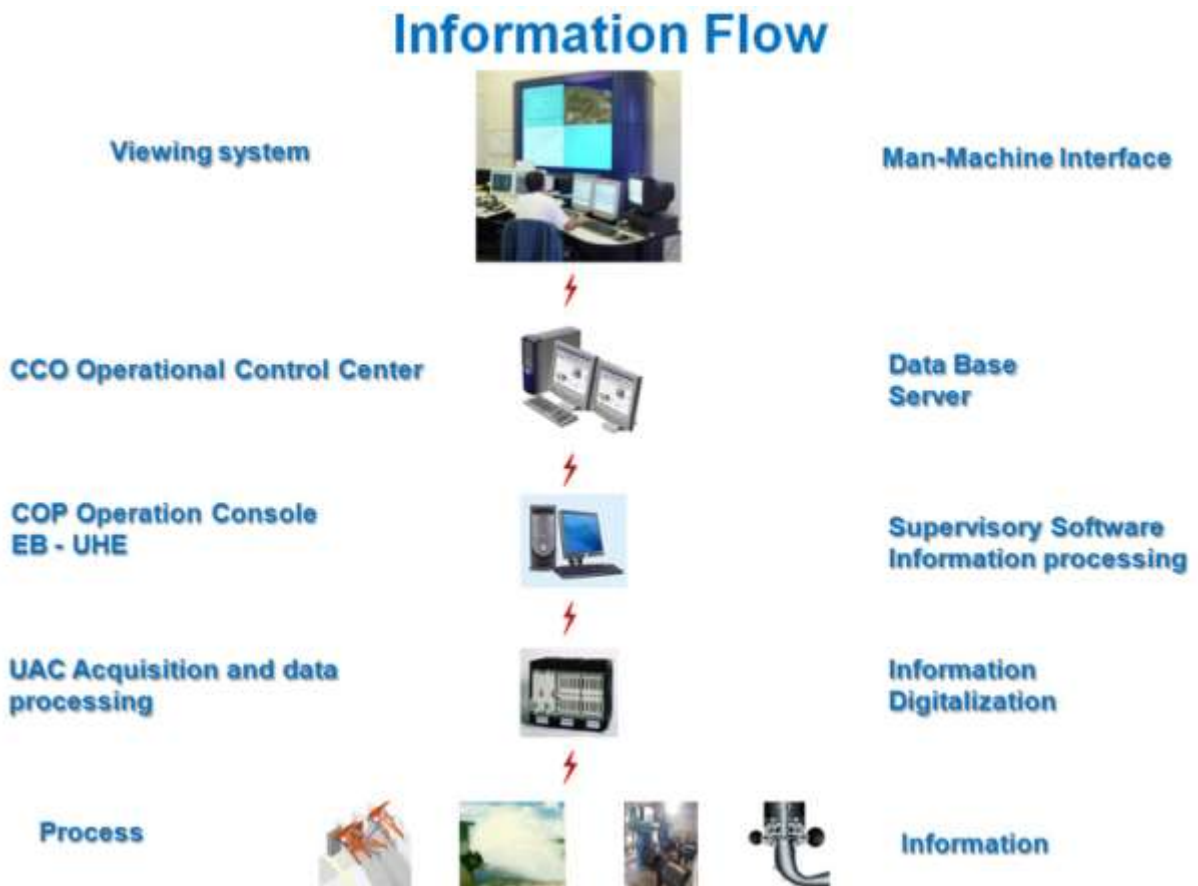 Information Flow
Viewing system
Man-Machine Interface
CCO Operational Control Center
Data Base
Server
COP Operation Console
EB - UHE
Supervisory Software
Information processing
UAC Acquisition and data
processing
Information
Digitalization
Process
Information